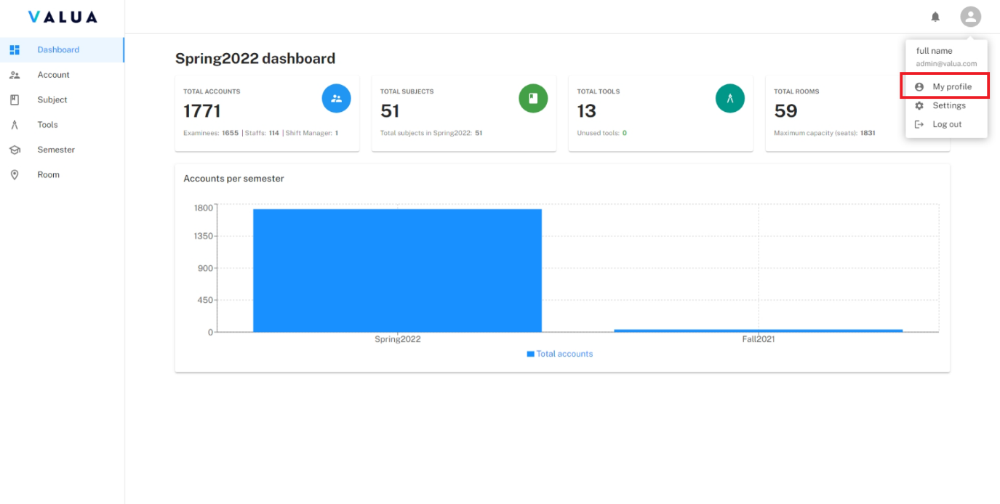 VALUA
Dashboard
Account
Subject
Tools
Semester
Room
full name
admin@valua.com
My profile
Settings
Log out
Spring2022 dashboard
TOTAL ACCOUNTS
1771
Examinees: 1655 | Staffs: 114 | Shift Manager: 1
TOTAL SUBJECTS
51
Total subjects in Spring2022: 51
TOTAL TOOLS
13
Unused tools: 0
TOTAL ROOMS
59
Maximum capacity (seats): 1831
Accounts per semester
1800
1350
900
450
0
Spring2022
Fall2021
Total accounts